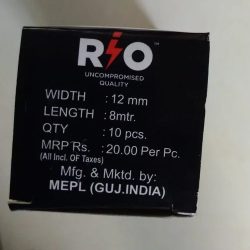 RIO™
UNCOMPROMISED
QUALITY
WIDTH : 12 mm
LENGTH : 8mtr.
QTY : 10 pcs.
MRP Rs. : 20.00 Per Pc.
(All Incl. OF Taxes)
Mfg. & Mktd. by:
MEPL (GUJ.INDIA)